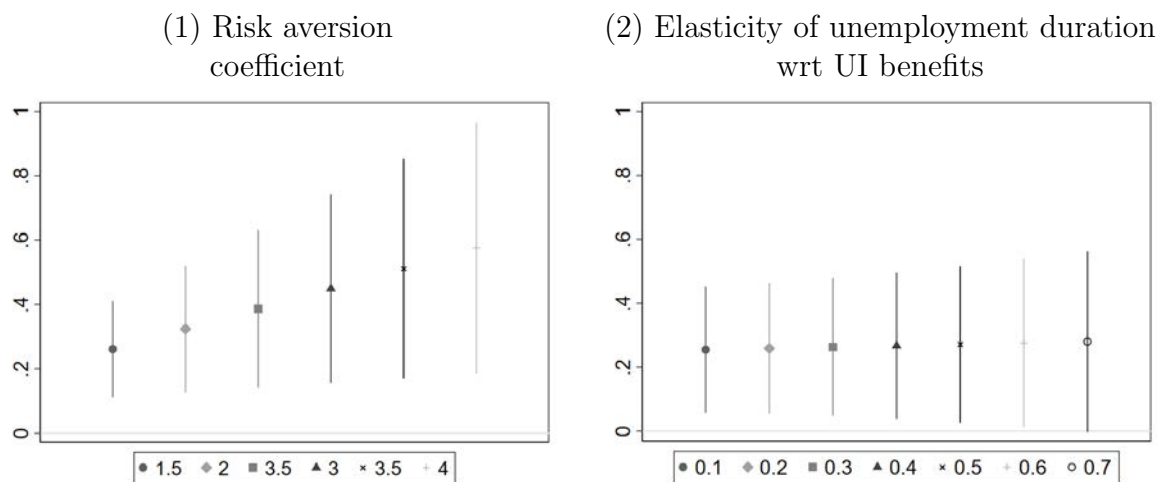 (1) Risk aversion
coefficient
(2) Elasticity of unemployment duration
wrt UI benefits
1
.8
.6
.4
.2
0
1.5 2 3.5 3 3.5 4
1
.8
.6
.4
.2
0
0.1 0.2 0.3 0.4 0.5 0.6 0.7